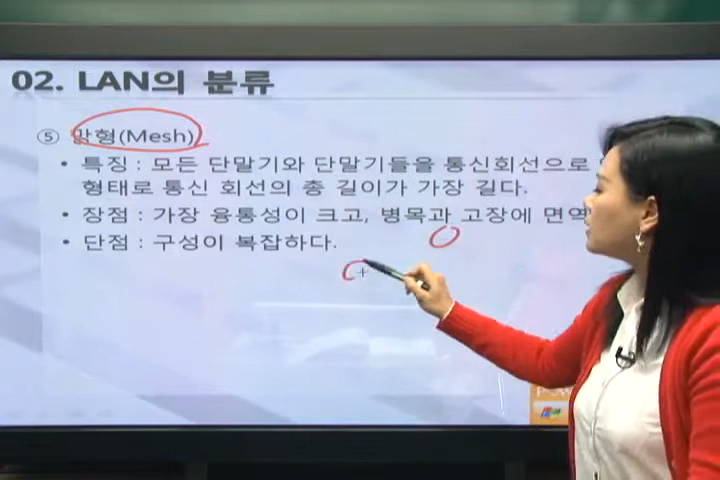 02. LAN의 분류
⑤ 망형(Mesh)
• 특징 : 모든 단말기와 단말기들을 통신회선으로
형태로 통신 회선의 총 길이가 가장 길다.
• 장점 : 가장 융통성이 크고, 병목과 고장에 면역
• 단점 : 구성이 복잡하다.